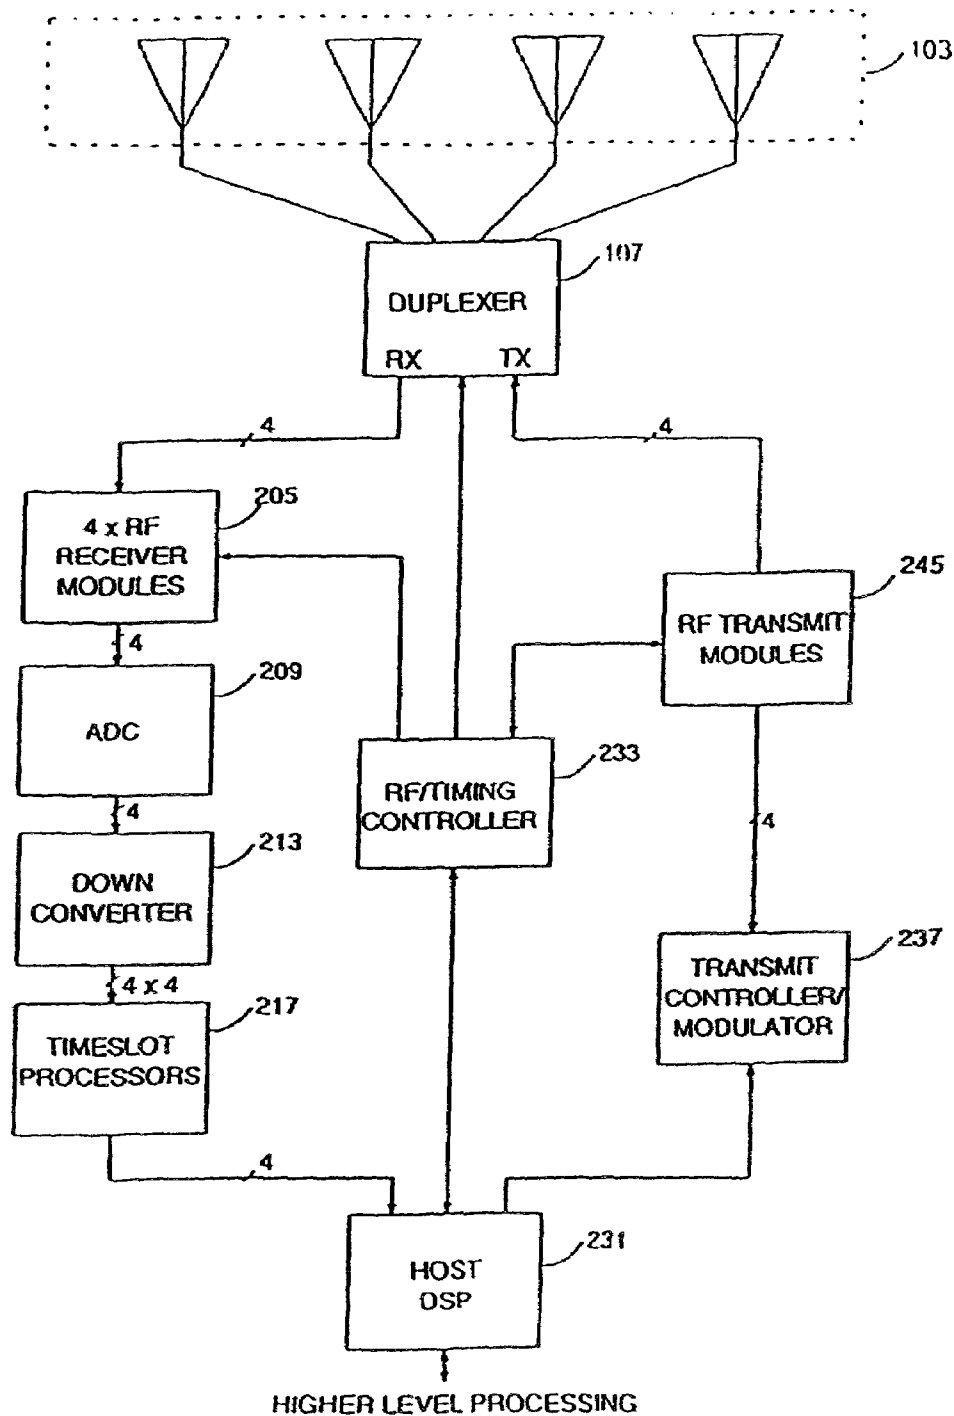 103
107
DUPLEXER
RX TX
4
4
205
4 x RF
RECEIVER
MODULES
245
RF TRANSMIT
MODULES
4
209
ADC
233
RF/TIMING
CONTROLLER
4
4
213
DOWN
CONVERTER
237
TRANSMIT
CONTROLLER/
MODULATOR
4 x 4
217
TIMESLOT
PROCESSORS
4
231
HOST
DSP
HIGHER LEVEL PROCESSING